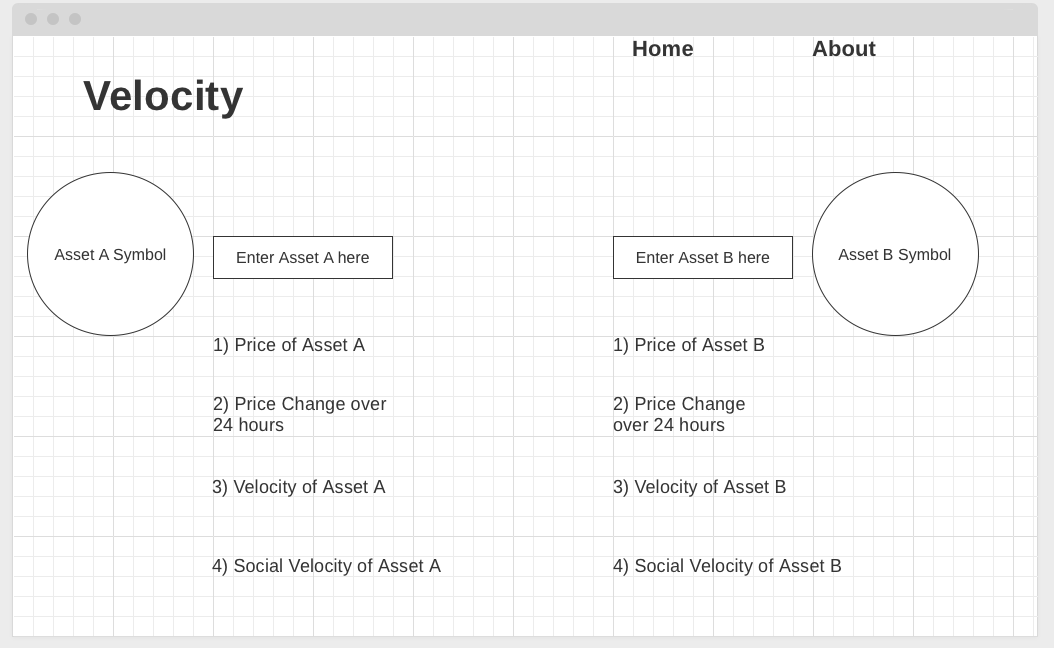 Home
About
Velocity
Asset A Symbol
Enter Asset A here
Enter Asset B here
Asset B Symbol
1) Price of Asset A
2) Price Change over
24 hours
3) Velocity of Asset A
4) Social Velocity of Asset A
1) Price of Asset B
2) Price Change
over 24 hours
3) Velocity of Asset B
4) Social Velocity of Asset B